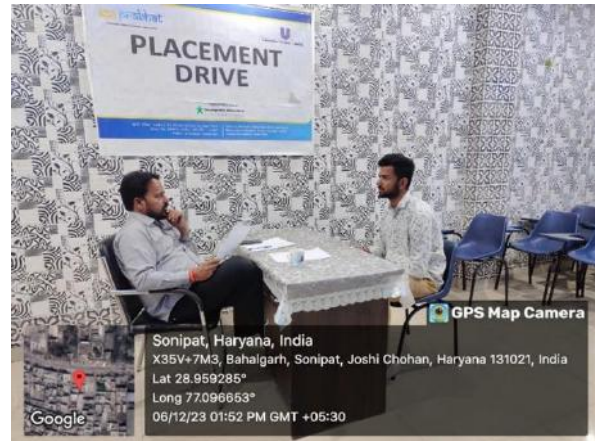 prabhat
PLACEMENT
DRIVE
GPS Map Camera
Sonipat, Haryana, India
X35V+7M3, Bahalgarh, Sonipat, Joshi Chohan, Haryana 131021, India
Lat 28.959285°
Long 77.096653°
06/12/23 01:52 PM GMT +05:30
Google